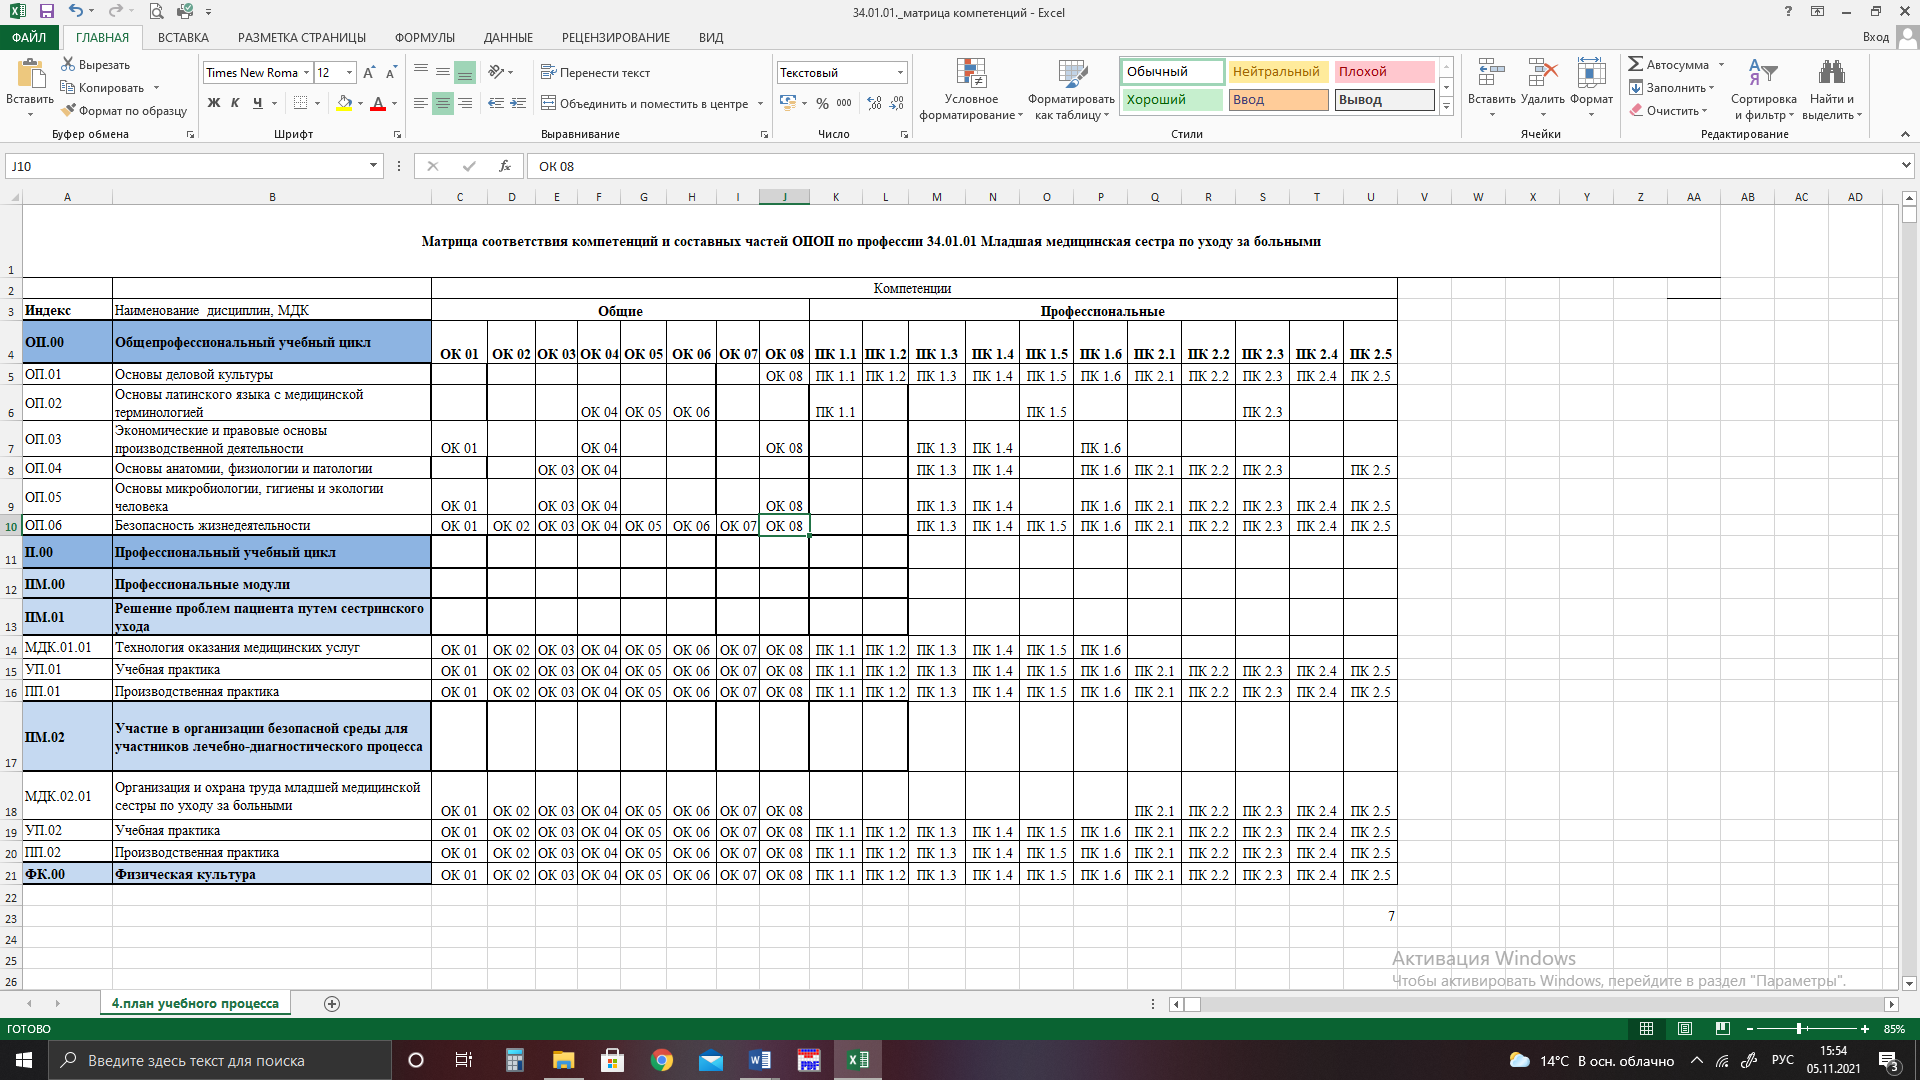 34.01.01._матрица компетенций - Excel
ФАЙЛ ГЛАВНАЯ ВСТАВКА РАЗМЕТКА СТРАНИЦЫ ФОРМУЛЫ ДАННЫЕ РЕЦЕНЗИРОВАНИЕ ВИД Вход
Вставить
Вырезать
Копировать
Формат по образцу
Буфер обмена
Times New Roma 12
Ж К Ч
Шрифт
Перенести текст
Объединить и поместить в центре
Выравнивание
Текстовый
% 000
Число
Условное форматирование
Форматировать как таблицу
Обычный Нейтральный Плохой
Хороший Ввод Вывод
Стили
Вставить Удалить Формат
Ячейки
Автосумма
Заполнить
Очистить
Сортировка и фильтр
Найти и выделить
Редактирование
J10 ОК 08
A B C D E F G H I J K L M N O P Q R S T U V W X Y Z AA AB AC AD
1 Матрица соответствия компетенций и составных частей ОПОП по профессии 34.01.01 Младшая медицинская сестра по уходу за больными
2 Компетенции
3 Индекс Наименование дисциплин, МДК Общие Профессиональные
4 ОП.00 Общепрофессиональный учебный цикл ОК 01 ОК 02 ОК 03 ОК 04 ОК 05 ОК 06 ОК 07 ОК 08 ПК 1.1 ПК 1.2 ПК 1.3 ПК 1.4 ПК 1.5 ПК 1.6 ПК 2.1 ПК 2.2 ПК 2.3 ПК 2.4 ПК 2.5
5 ОП.01 Основы деловой культуры ОК 08 ПК 1.1 ПК 1.2 ПК 1.3 ПК 1.4 ПК 1.5 ПК 1.6 ПК 2.1 ПК 2.2 ПК 2.3 ПК 2.4 ПК 2.5
6 ОП.02 Основы латинского языка с медицинской терминологией ОК 04 ОК 05 ОК 06 ПК 1.1 ПК 1.5 ПК 2.3
7 ОП.03 Экономические и правовые основы производственной деятельности ОК 01 ОК 04 ОК 08 ПК 1.3 ПК 1.4 ПК 1.6
8 ОП.04 Основы анатомии, физиологии и патологии ОК 03 ОК 04 ПК 1.3 ПК 1.4 ПК 1.6 ПК 2.1 ПК 2.2 ПК 2.3 ПК 2.5
9 ОП.05 Основы микробиологии, гигиены и экологии человека ОК 01 ОК 03 ОК 04 ОК 08 ПК 1.3 ПК 1.4 ПК 1.6 ПК 2.1 ПК 2.2 ПК 2.3 ПК 2.4 ПК 2.5
10 ОП.06 Безопасность жизнедеятельности ОК 01 ОК 02 ОК 03 ОК 04 ОК 05 ОК 06 ОК 07 ОК 08 ПК 1.3 ПК 1.4 ПК 1.5 ПК 1.6 ПК 2.1 ПК 2.2 ПК 2.3 ПК 2.4 ПК 2.5
11 П.00 Профессиональный учебный цикл
12 ПМ.00 Профессиональные модули
13 ПМ.01 Решение проблем пациента путем сестринского ухода
14 МДК.01.01 Технология оказания медицинских услуг ОК 01 ОК 02 ОК 03 ОК 04 ОК 05 ОК 06 ОК 07 ОК 08 ПК 1.1 ПК 1.2 ПК 1.3 ПК 1.4 ПК 1.5 ПК 1.6
15 УП.01 Учебная практика ОК 01 ОК 02 ОК 03 ОК 04 ОК 05 ОК 06 ОК 07 ОК 08 ПК 1.1 ПК 1.2 ПК 1.3 ПК 1.4 ПК 1.5 ПК 1.6 ПК 2.1 ПК 2.2 ПК 2.3 ПК 2.4 ПК 2.5
16 ПП.01 Производственная практика ОК 01 ОК 02 ОК 03 ОК 04 ОК 05 ОК 06 ОК 07 ОК 08 ПК 1.1 ПК 1.2 ПК 1.3 ПК 1.4 ПК 1.5 ПК 1.6 ПК 2.1 ПК 2.2 ПК 2.3 ПК 2.4 ПК 2.5
17 ПМ.02 Участие в организации безопасной среды для участников лечебно-диагностического процесса
18 МДК.02.01 Организация и охрана труда младшей медицинской сестры по уходу за больными ОК 01 ОК 02 ОК 03 ОК 04 ОК 05 ОК 06 ОК 07 ОК 08 ПК 2.1 ПК 2.2 ПК 2.3 ПК 2.4 ПК 2.5
19 УП.02 Учебная практика ОК 01 ОК 02 ОК 03 ОК 04 ОК 05 ОК 06 ОК 07 ОК 08 ПК 1.1 ПК 1.2 ПК 1.3 ПК 1.4 ПК 1.5 ПК 1.6 ПК 2.1 ПК 2.2 ПК 2.3 ПК 2.4 ПК 2.5
20 ПП.02 Производственная практика ОК 01 ОК 02 ОК 03 ОК 04 ОК 05 ОК 06 ОК 07 ОК 08 ПК 1.1 ПК 1.2 ПК 1.3 ПК 1.4 ПК 1.5 ПК 1.6 ПК 2.1 ПК 2.2 ПК 2.3 ПК 2.4 ПК 2.5
21 ФК.00 Физическая культура ОК 01 ОК 02 ОК 03 ОК 04 ОК 05 ОК 06 ОК 07 ОК 08 ПК 1.1 ПК 1.2 ПК 1.3 ПК 1.4 ПК 1.5 ПК 1.6 ПК 2.1 ПК 2.2 ПК 2.3 ПК 2.4 ПК 2.5
22
23 7
24
25
26
Активация Windows
Чтобы активировать Windows, перейдите в раздел "Параметры".
4.план учебного процесса
ГОТОВО 85%
Введите здесь текст для поиска
14°C В осн. облачно РУС 15:54
05.11.2021 3